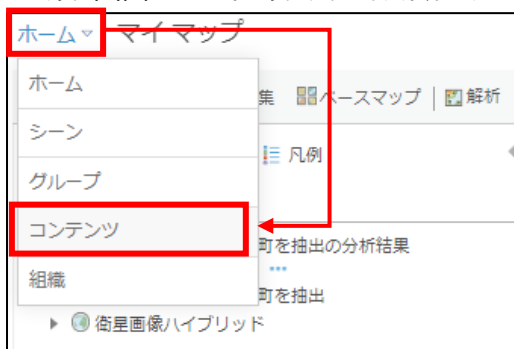 ホーム▿ マイ マップ
ホーム
集 ベースマップ | 解析
シーン
凡例
グループ
コンテンツ
町を抽出の分析結果
組織
町を抽出
衛星画像ハイブリッド